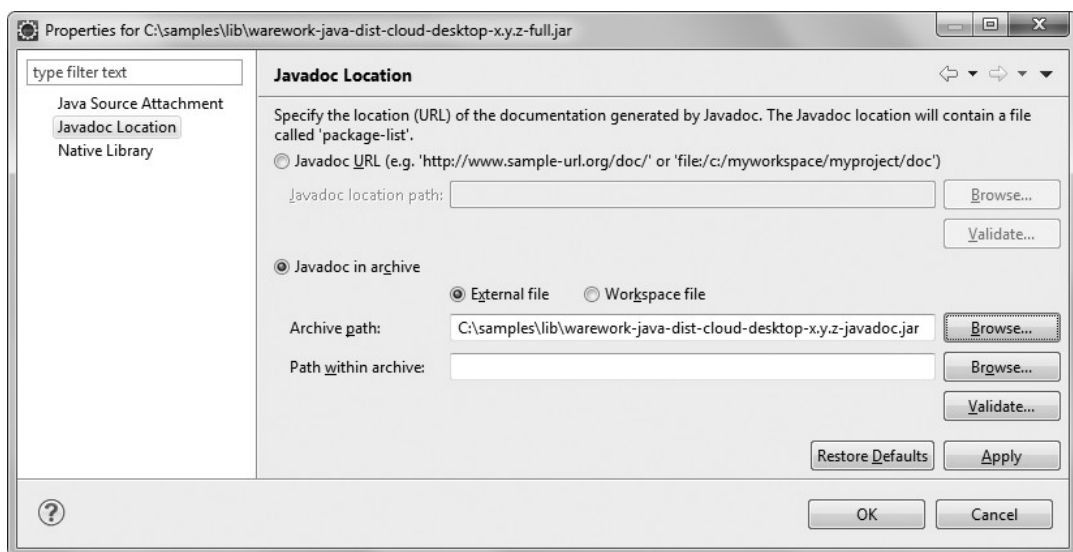 Properties for C:\samples\lib\warework-java-dist-cloud-desktop-x.y.z-full.jar
type filter text
Java Source Attachment
Javadoc Location
Native Library
Javadoc Location
Specify the location (URL) of the documentation generated by Javadoc. The Javadoc location will contain a file
called 'package-list'.
Javadoc URL (e.g. 'http://www.sample-url.org/doc/' or 'file:/c:/myworkspace/myproject/doc')
Javadoc location path:
Browse...
Validate...
Javadoc in archive
External file
Workspace file
Archive path:
C:\samples\lib\warework-java-dist-cloud-desktop-x.y.z-javadoc.jar
Browse...
Path within archive:
Browse...
Validate...
Restore Defaults
Apply
?
OK
Cancel